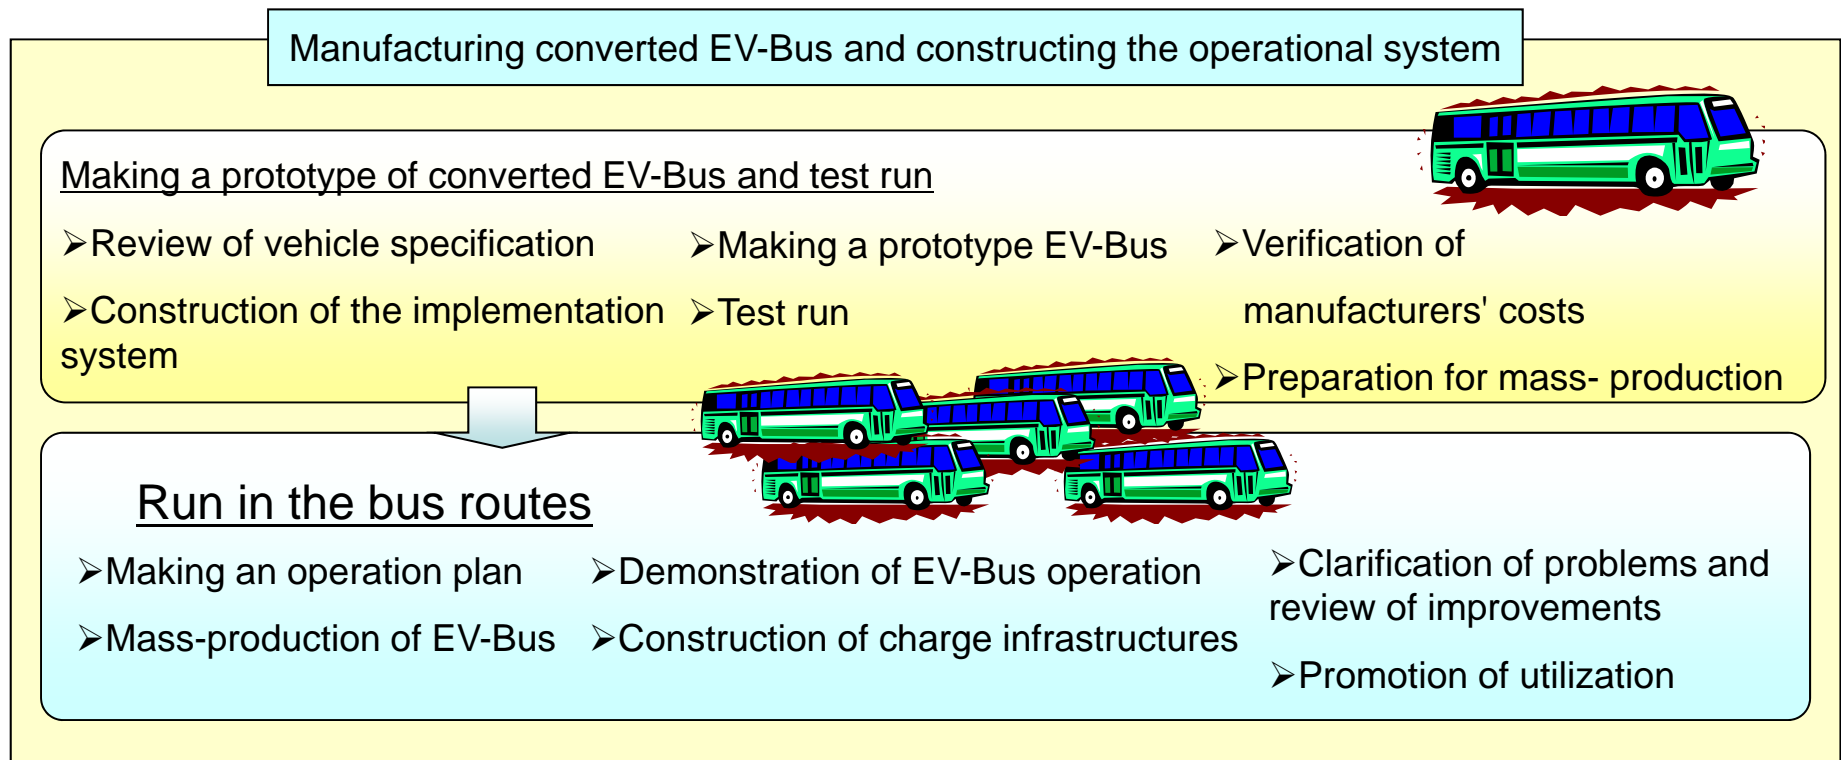 Manufacturing converted EV-Bus and constructing the operational system
Making a prototype of converted EV-Bus and test run
➢Review of vehicle specification
➢Construction of the implementation
system
➢Making a prototype EV-Bus
➢Test run
➢Verification of
manufacturers' costs
➢Preparation for mass- production
Run in the bus routes
➢Making an operation plan
➢Mass-production of EV-Bus
➢Demonstration of EV-Bus operation
➢Construction of charge infrastructures
➢Clarification of problems and
review of improvements
➢Promotion of utilization